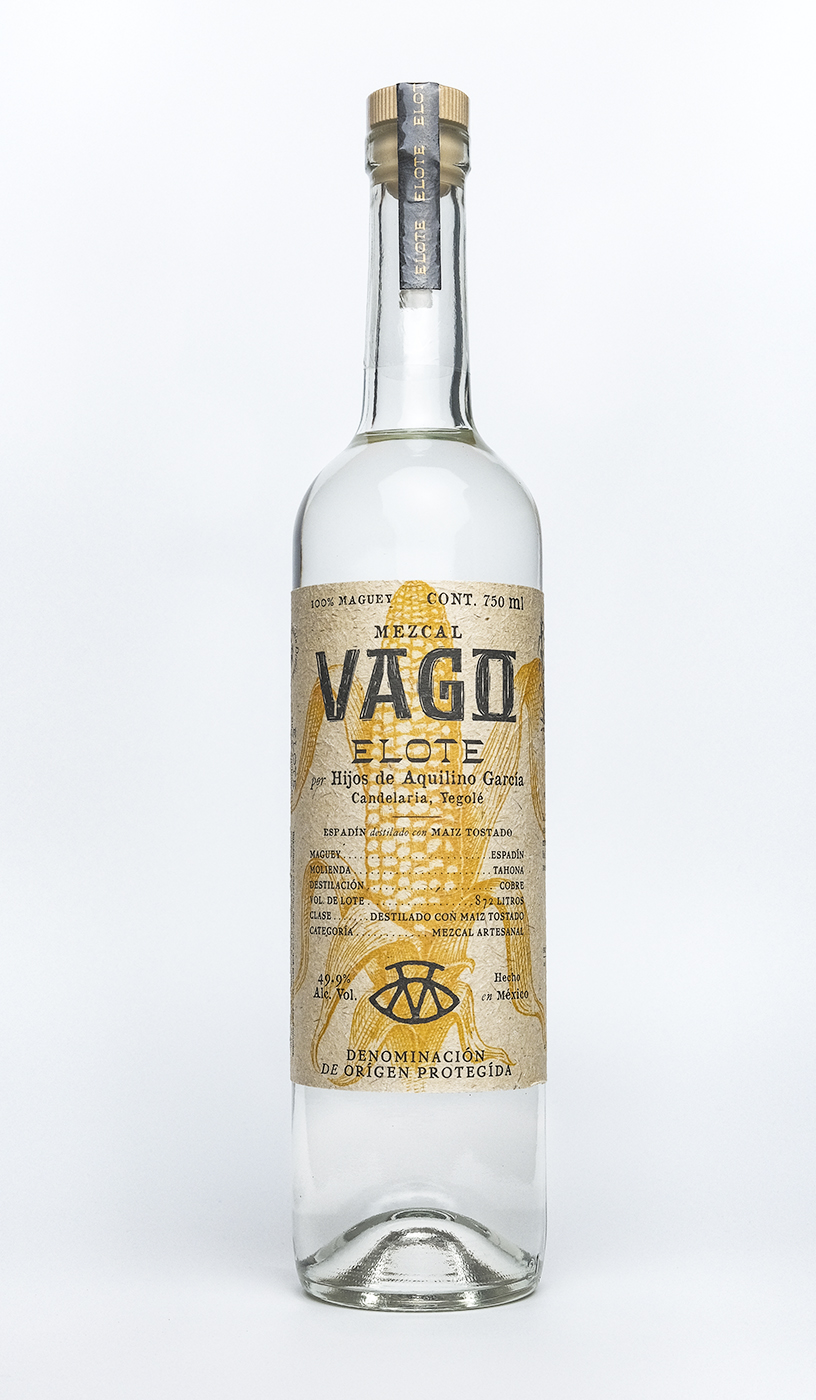 ELOTE ELOTE ELOT
100% MAGUEY CONT. 750 ml
MEZCAL
VAGO
ELOTE
por Hijos de Aquilino García
Candelaria, Yegolé
ESPADÍN destilado con MAIZ TOSTADO
MAGUEY......................ESPADÍN
MOLIENDA....................TAHONA
DESTILACIÓN.................COBRE
VOL. DE LOTE................872 LITROS
CLASE.......DESTILADO CON MAIZ TOSTADO
CATEGORÍA............MEZCAL ARTESANAL
49.9%
Alc. Vol.
Hecho
en México
DENOMINACIÓN
DE ORÍGEN PROTEGÍDA